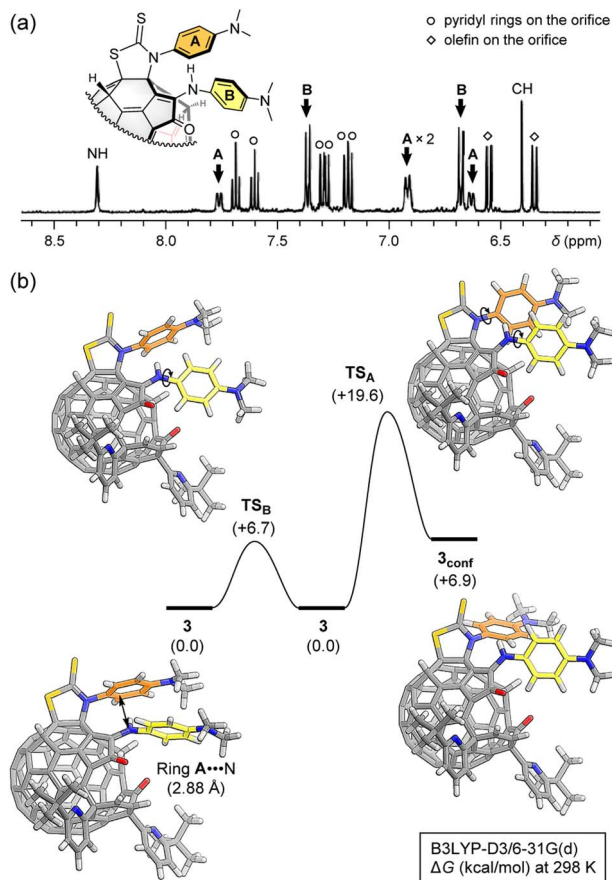 (a)
○ pyridyl rings on the orifice
◇ olefin on the orifice
S
S
N
A
N
H
N
B
N
H
H
H
O
NH
A
B
A × 2
B
A
CH
8.5 8.0 7.5 7.0 6.5 δ (ppm)
(b)
TSA
(+19.6)
TSB
(+6.7)
3conf
(+6.9)
3
(0.0)
3
(0.0)
Ring A•••N
(2.88 Å)
B3LYP-D3/6-31G(d)
ΔG (kcal/mol) at 298 K